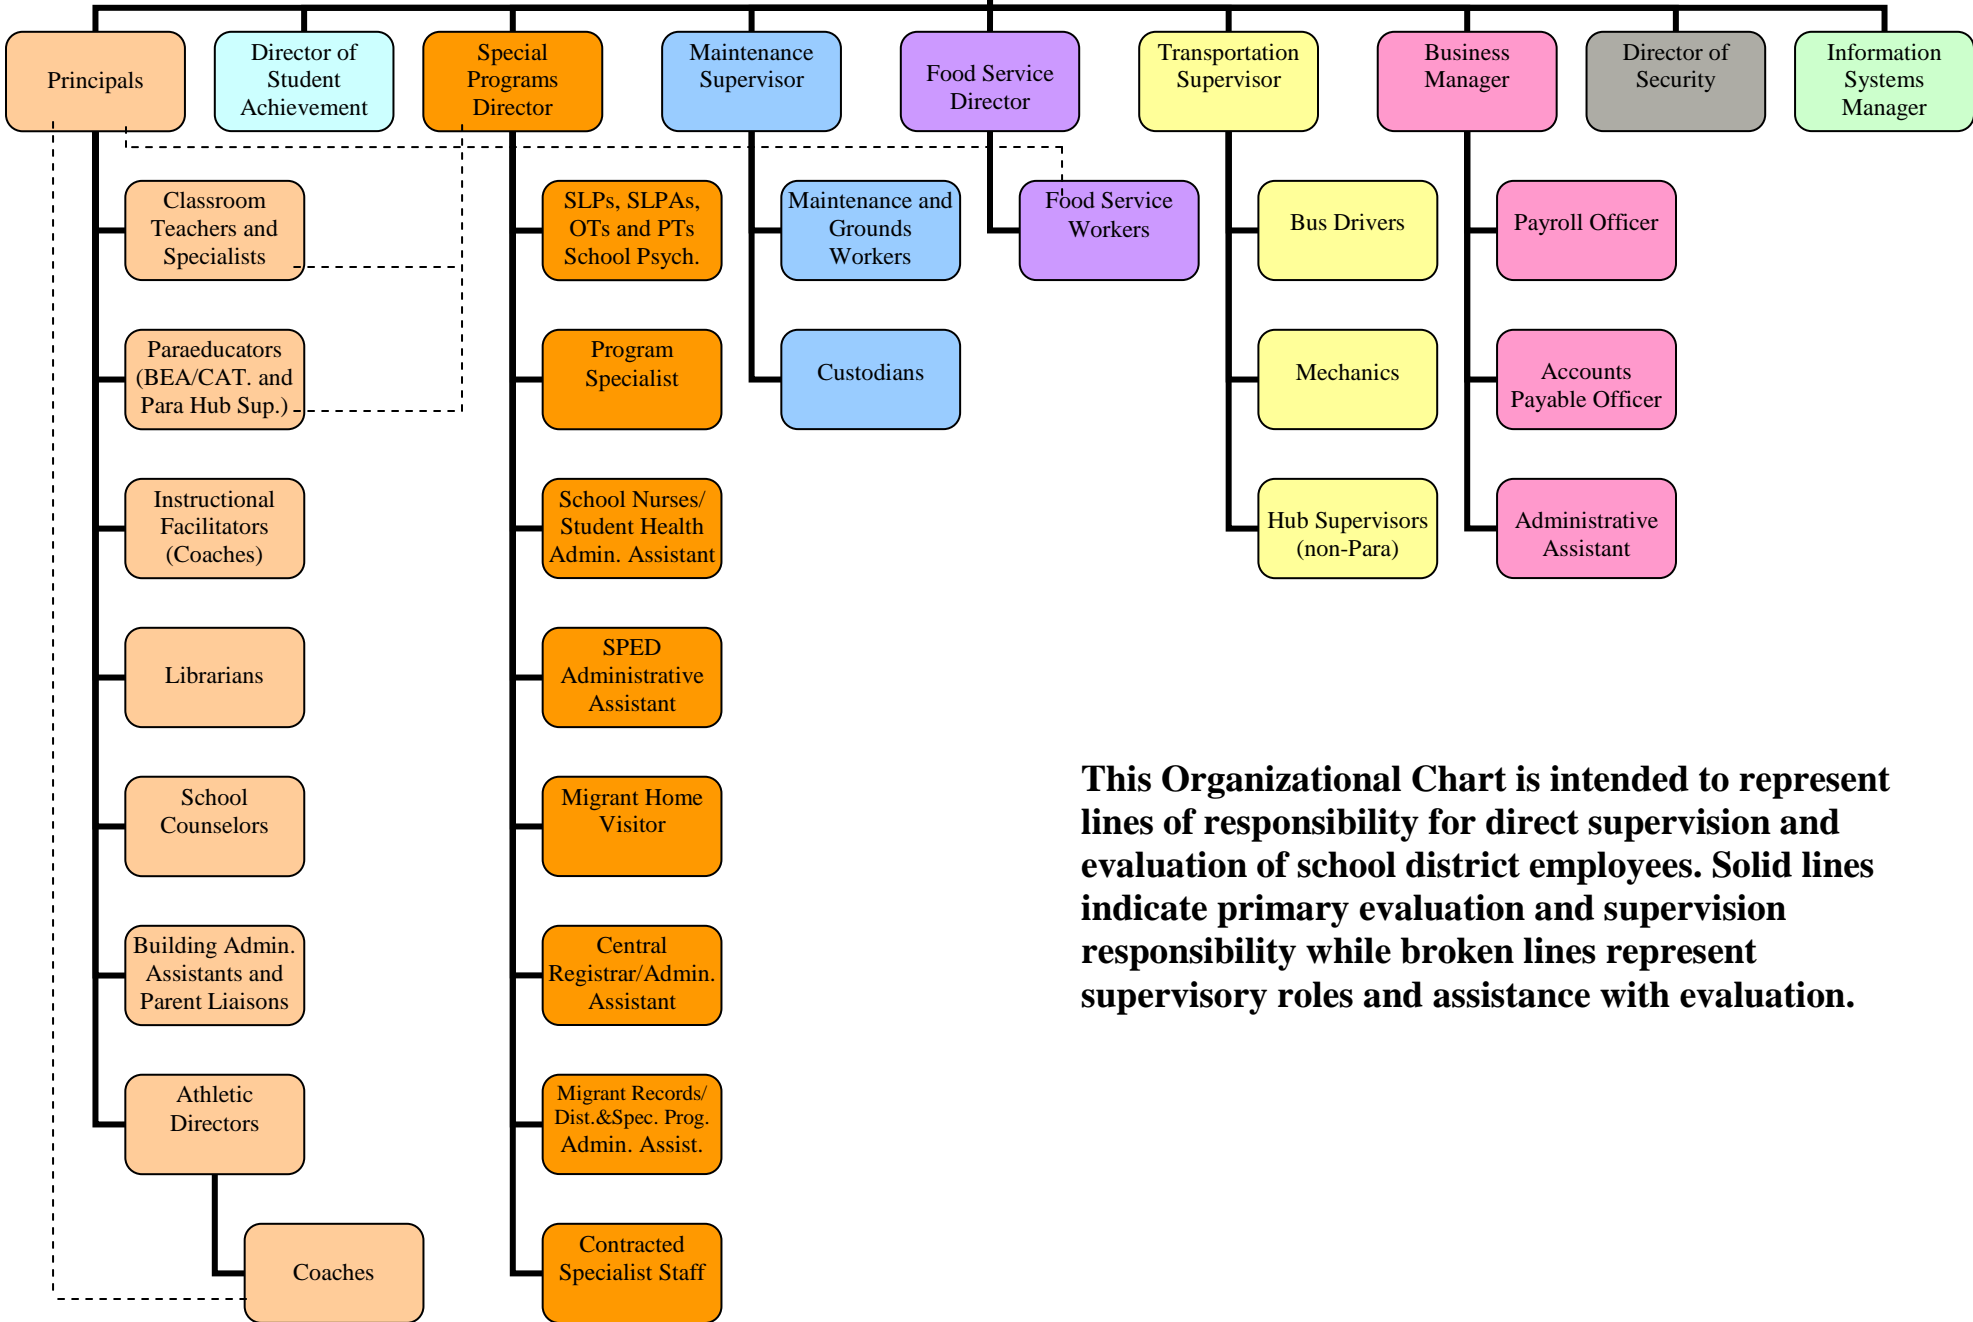 Principals
Director of
Student
Achievement
Special
Programs
Director
Maintenance
Supervisor
Food Service
Director
Transportation
Supervisor
Business
Manager
Director of
Security
Information
Systems
Manager
Classroom
Teachers and
Specialists
Paraeducators
(BEA/CAT. and
Para Hub Sup.)
Instructional
Facilitators
(Coaches)
Librarians
School
Counselors
Building Admin.
Assistants and
Parent Liaisons
Athletic
Directors
Coaches
SLPs, SLPAs,
OTs and PTs
School Psych.
Program
Specialist
School Nurses/
Student Health
Admin. Assistant
SPED
Administrative
Assistant
Migrant Home
Visitor
Central
Registrar/Admin.
Assistant
Migrant Records/
Dist.&Spec. Prog.
Admin. Assist.
Contracted
Specialist Staff
Maintenance and
Grounds
Workers
Custodians
Food Service
Workers
Bus Drivers
Mechanics
Hub Supervisors
(non-Para)
Payroll Officer
Accounts
Payable Officer
Administrative
Assistant
This Organizational Chart is intended to represent
lines of responsibility for direct supervision and
evaluation of school district employees. Solid lines
indicate primary evaluation and supervision
responsibility while broken lines represent
supervisory roles and assistance with evaluation.